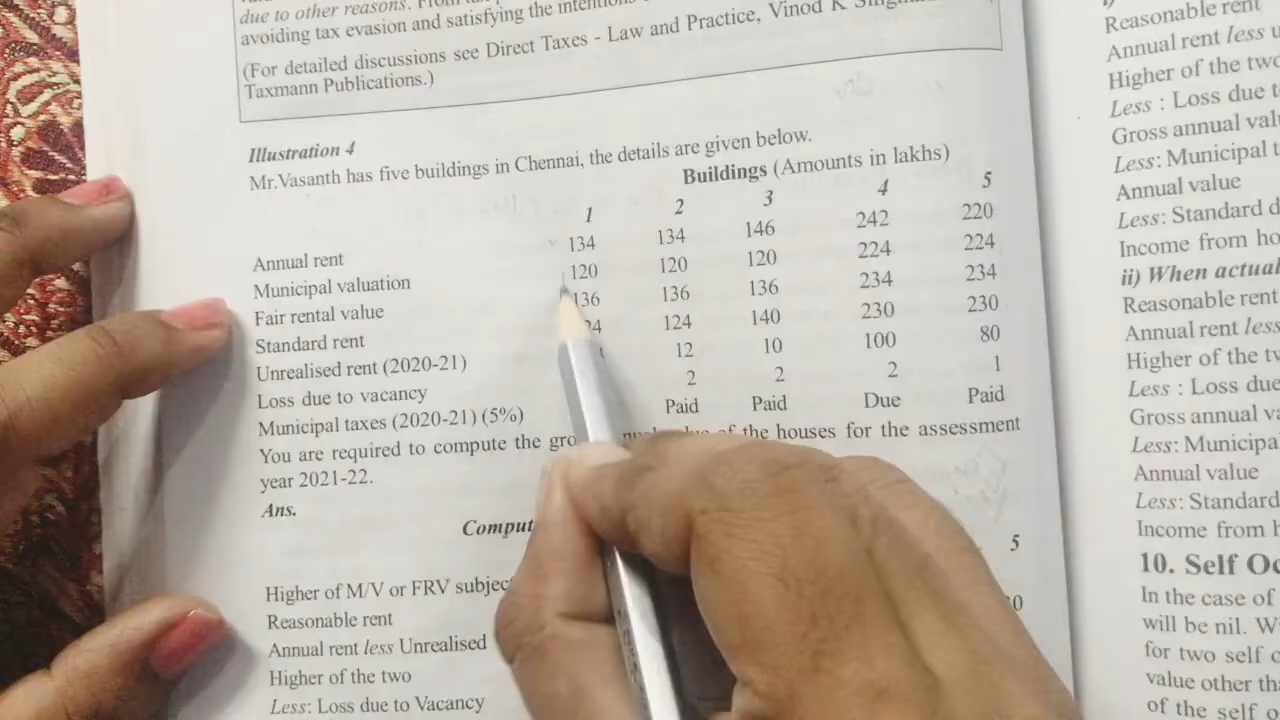 due to other reasons.
avoiding tax evasion and satisfying the intentions
(For detailed discussions see Direct Taxes - Law and Practice, Vinod K
Taxmann Publications.)
Illustration 4
Mr.Vasanth has five buildings in Chennai, the details are given below.
Buildings (Amounts in lakhs)
1 2 3 4 5
Annual rent 134 134 146 242 220
Municipal valuation 120 120 120 224 224
Fair rental value 136 136 136 234 234
Standard rent 124 140 230 230
Unrealised rent (2020-21) 12 10 100 80
Loss due to vacancy 2 2 2 1
Municipal taxes (2020-21) (5%) Paid Paid Due Paid
You are required to compute the of the houses for the assessment
year 2021-22.
Ans.
5
Higher of M/V or FRV
Reasonable rent
Annual rent less Unrealised
Higher of the two
Less: Loss due to Vacancy
Reasonable rent
Annual rent less
Higher of the two
Less : Loss due
Gross annual
Less: Municipal
Annual value
Less: Standard
Income from
ii) When
Reasonable rent
Annual rent less
Higher of the
Less : Loss due
Gross annual
Less:
Annual value
Less: Standard
Income from
10. Self
In the case of
will be nil.
for two self
value other
of the self